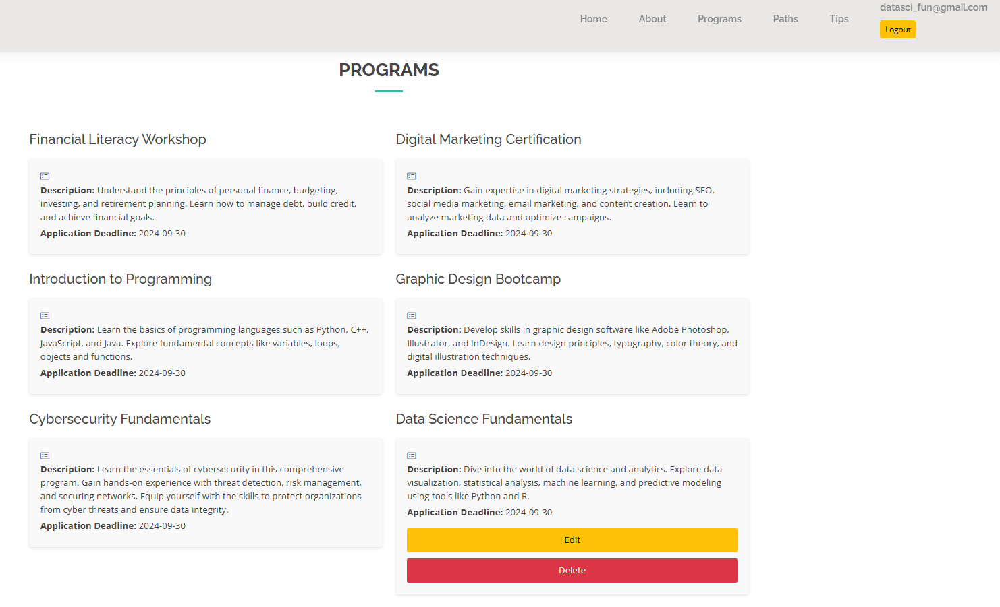 Home About Programs Paths Tips datasci_fun@gmail.com
Logout
PROGRAMS
Financial Literacy Workshop
Description: Understand the principles of personal finance, budgeting,
investing, and retirement planning. Learn how to manage debt, build credit,
and achieve financial goals.
Application Deadline: 2024-09-30
Digital Marketing Certification
Description: Gain expertise in digital marketing strategies, including SEO,
social media marketing, email marketing, and content creation. Learn to
analyze marketing data and optimize campaigns.
Application Deadline: 2024-09-30
Introduction to Programming
Description: Learn the basics of programming languages such as Python, C++,
JavaScript, and Java. Explore fundamental concepts like variables, loops,
objects and functions.
Application Deadline: 2024-09-30
Graphic Design Bootcamp
Description: Develop skills in graphic design software like Adobe Photoshop,
Illustrator, and InDesign. Learn design principles, typography, color theory, and
digital illustration techniques.
Application Deadline: 2024-09-30
Cybersecurity Fundamentals
Description: Learn the essentials of cybersecurity in this comprehensive
program. Gain hands-on experience with threat detection, risk management,
and securing networks. Equip yourself with the skills to protect organizations
from cyber threats and ensure data integrity.
Application Deadline: 2024-09-30
Data Science Fundamentals
Description: Dive into the world of data science and analytics. Explore data
visualization, statistical analysis, machine learning, and predictive modeling
using tools like Python and R.
Application Deadline: 2024-09-30
Edit
Delete